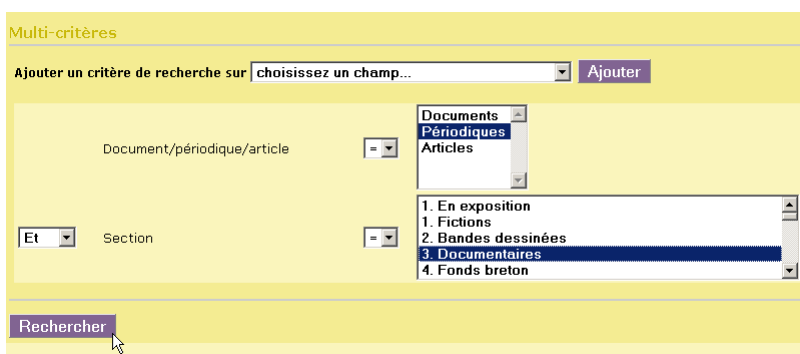 Multi-critères
Ajouter un critère de recherche sur choisissez un champ... Ajouter
Document/périodique/article = Documents
Périodiques
Articles
Et Section = 1. En exposition
1. Fictions
2. Bandes dessinées
3. Documentaires
4. Fonds breton
Rechercher